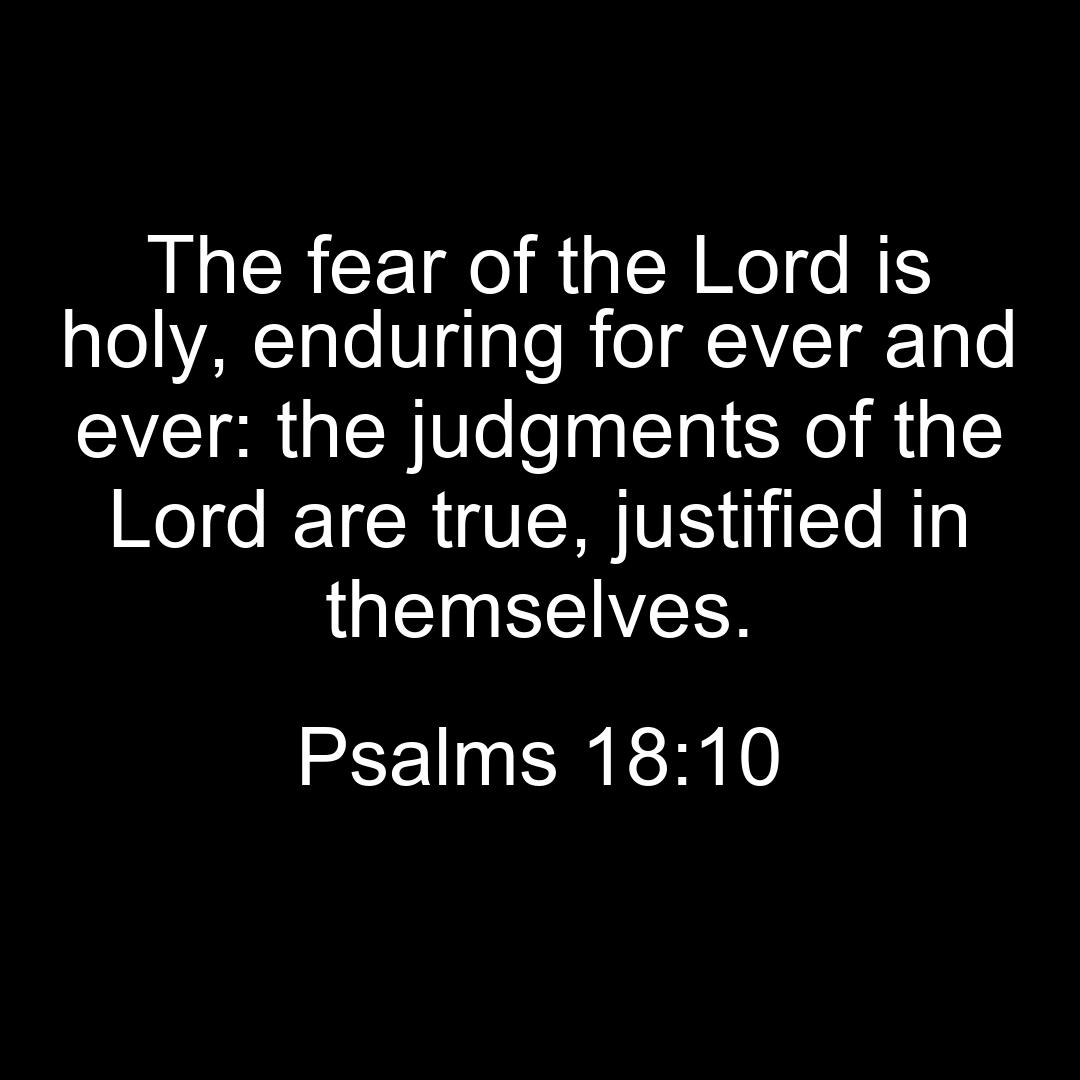 The fear of the Lord is
holy, enduring for ever and
ever: the judgments of the
Lord are true, justified in
themselves.
Psalms 18:10